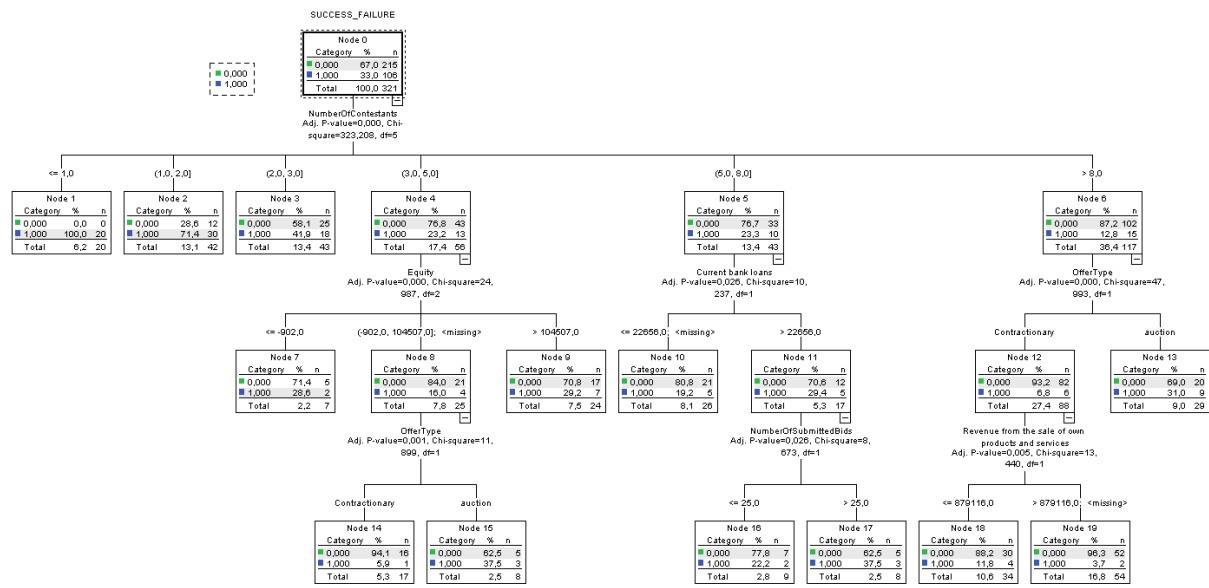 SUCCESS_FAILURE
Node 0
Category % n
0,000 67,0 215
1,000 33,0 106
Total 100,0 321
0,000
1,000
NumberOfContestants
Adj. P-value=0,000, Chi-
square=323,208, df=5
<= 1,0
(1,0, 2,0]
(2,0, 3,0]
(3,0, 5,0]
(5,0, 8,0]
> 8,0
Node 1
Category % n
0,000 0,0 0
1,000 100,0 20
Total 6,2 20
Node 2
Category % n
0,000 28,6 12
1,000 71,4 30
Total 13,1 42
Node 3
Category % n
0,000 58,1 25
1,000 41,9 18
Total 13,4 43
Node 4
Category % n
0,000 76,8 43
1,000 23,2 13
Total 17,4 56
Node 5
Category % n
0,000 76,7 33
1,000 23,3 10
Total 13,4 43
Node 6
Category % n
0,000 87,2 102
1,000 12,8 15
Total 36,4 117
Equity
Adj. P-value=0,000, Chi-square=24,
987, df=2
Current bank loans
Adj. P-value=0,026, Chi-square=10,
237, df=1
OfferType
Adj. P-value=0,000, Chi-square=47,
993, df=1
<= -902,0
(-902,0, 104507,0]; <missing>
> 104507,0
<= 22656,0; <missing>
> 22656,0
Contractionary
auction
Node 7
Category % n
0,000 71,4 5
1,000 28,6 2
Total 2,2 7
Node 8
Category % n
0,000 84,0 21
1,000 16,0 4
Total 7,8 25
Node 9
Category % n
0,000 70,8 17
1,000 29,2 7
Total 7,5 24
Node 10
Category % n
0,000 80,8 21
1,000 19,2 5
Total 8,1 26
Node 11
Category % n
0,000 70,6 12
1,000 29,4 5
Total 5,3 17
Node 12
Category % n
0,000 93,2 82
1,000 6,8 6
Total 27,4 88
Node 13
Category % n
0,000 69,0 20
1,000 31,0 9
Total 9,0 29
OfferType
Adj. P-value=0,001, Chi-square=11,
899, df=1
NumberOfSubmittedBids
Adj. P-value=0,026, Chi-square=8,
673, df=1
Revenue from the sale of own
products and services
Adj. P-value=0,005, Chi-square=13,
440, df=1
Contractionary
auction
<= 25,0
> 25,0
<= 879116,0
> 879116,0; <missing>
Node 14
Category % n
0,000 94,1 16
1,000 5,9 1
Total 5,3 17
Node 15
Category % n
0,000 62,5 5
1,000 37,5 3
Total 2,5 8
Node 16
Category % n
0,000 77,8 7
1,000 22,2 2
Total 2,8 9
Node 17
Category % n
0,000 62,5 5
1,000 37,5 3
Total 2,5 8
Node 18
Category % n
0,000 88,2 30
1,000 11,8 4
Total 10,6 34
Node 19
Category % n
0,000 96,3 52
1,000 3,7 2
Total 16,8 54